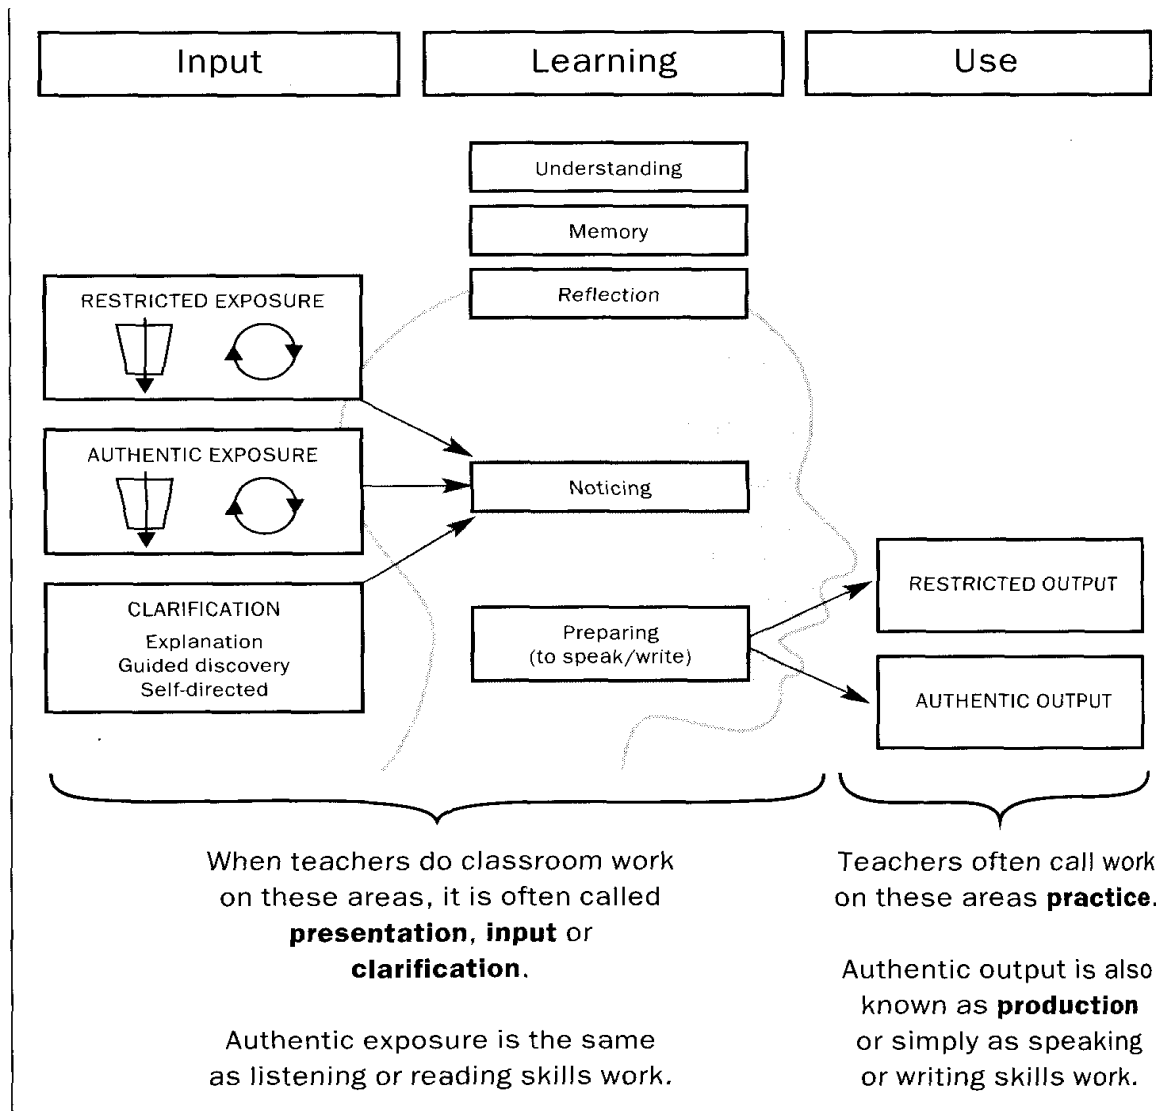 Input
Learning
Use
Understanding
Memory
Reflection
RESTRICTED EXPOSURE
AUTHENTIC EXPOSURE
Noticing
CLARIFICATION
Explanation
Guided discovery
Self-directed
Preparing
(to speak/write)
RESTRICTED OUTPUT
AUTHENTIC OUTPUT
When teachers do classroom work
on these areas, it is often called
presentation, input or
clarification.
Authentic exposure is the same
as listening or reading skills work.
Teachers often call work
on these areas practice.
Authentic output is also
known as production
or simply as speaking
or writing skills work.